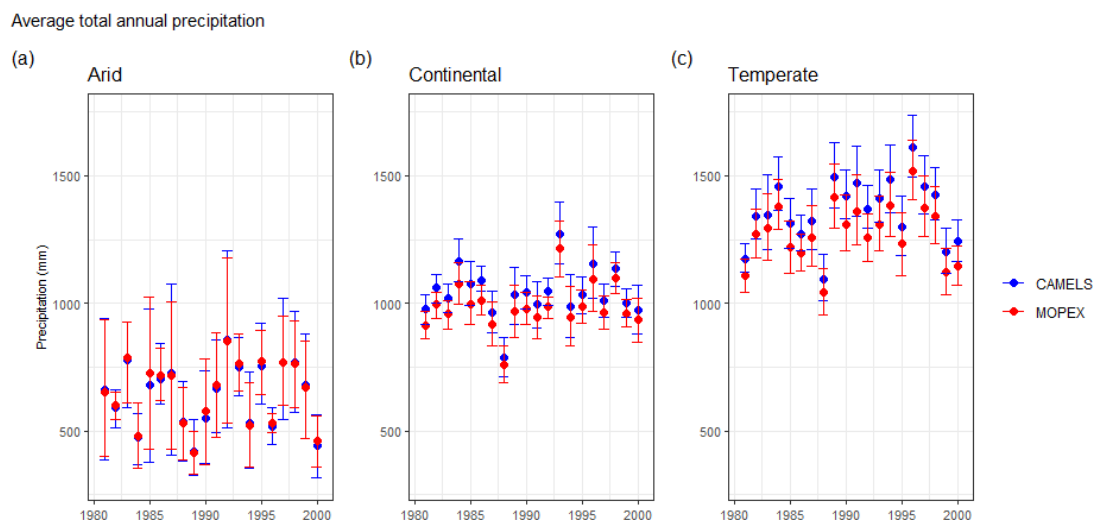 Average total annual precipitation
(a)
Arid
(b)
Continental
(c)
Temperate
Precipitation (mm)
1500
1000
500
1980 1985 1990 1995 2000
1500
1000
500
1980 1985 1990 1995 2000
1500
1000
500
1980 1985 1990 1995 2000
CAMELS
MOPEX